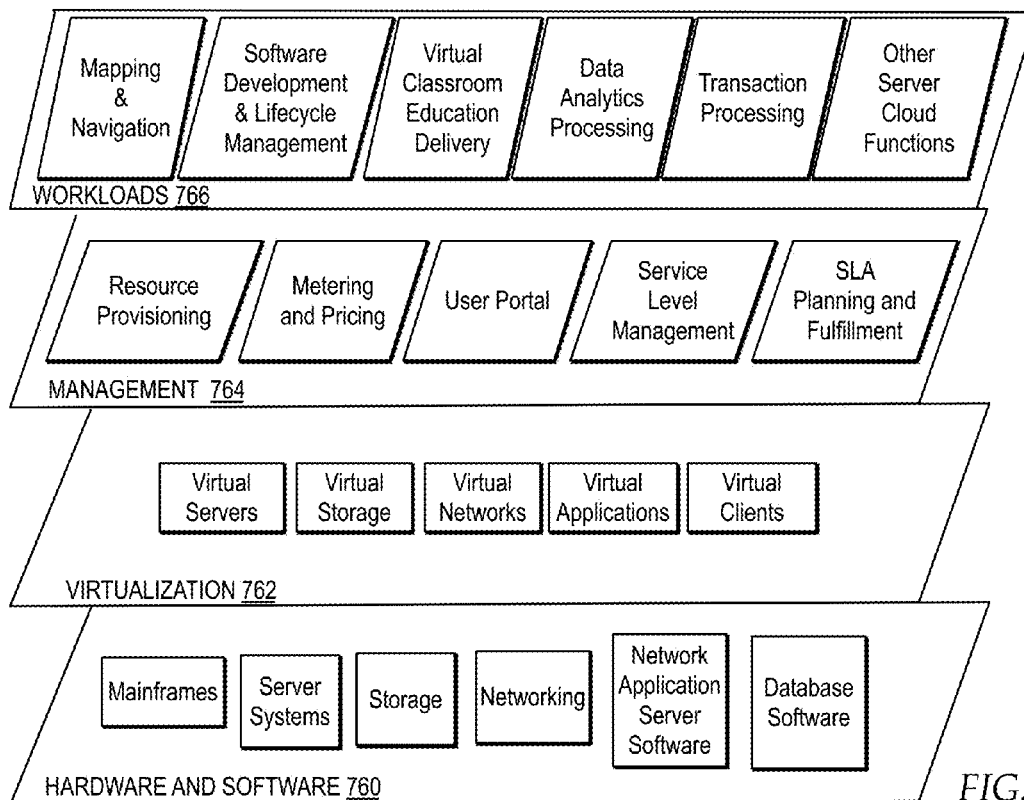 Mapping
&
Navigation
Software
Development
& Lifecycle
Management
Virtual
Classroom
Education
Delivery
Data
Analytics
Processing
Transaction
Processing
Other
Server
Cloud
Functions
WORKLOADS 766
Resource
Provisioning
Metering
and Pricing
User Portal
Service
Level
Management
SLA
Planning and
Fulfillment
MANAGEMENT 764
Virtual
Servers
Virtual
Storage
Virtual
Networks
Virtual
Applications
Virtual
Clients
VIRTUALIZATION 762
Mainframes
Server
Systems
Storage
Networking
Network
Application
Server
Software
Database
Software
HARDWARE AND SOFTWARE 760
FIG.